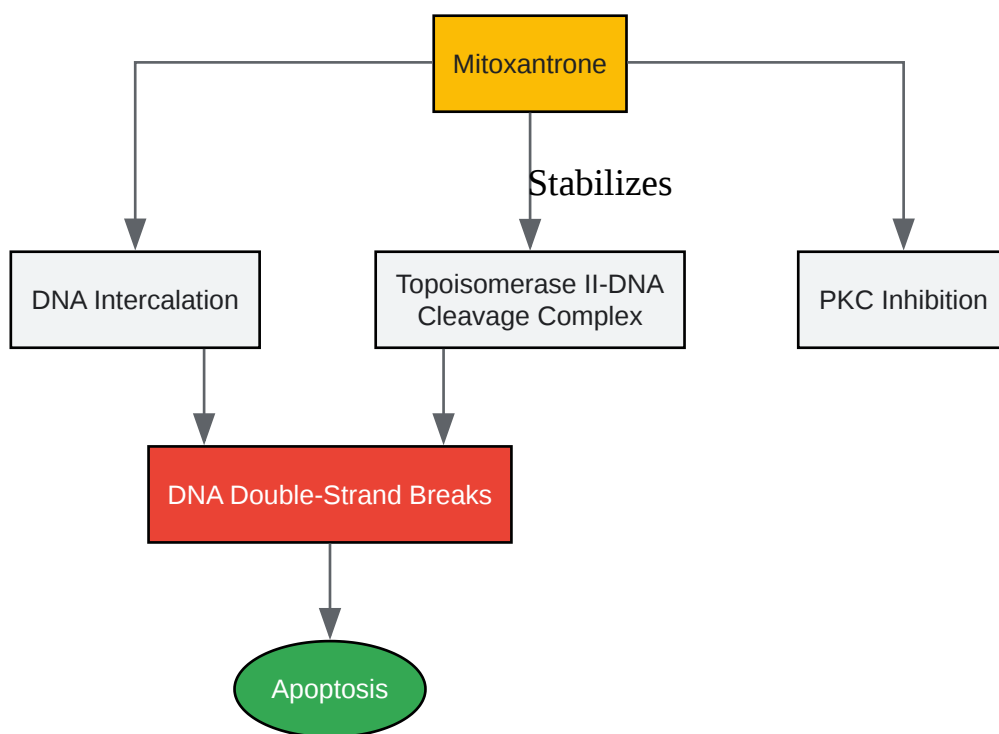 Mitoxantrone
Stabilizes
DNA Intercalation
Topoisomerase II-DNA
Cleavage Complex
PKC Inhibition
DNA Double-Strand Breaks
Apoptosis